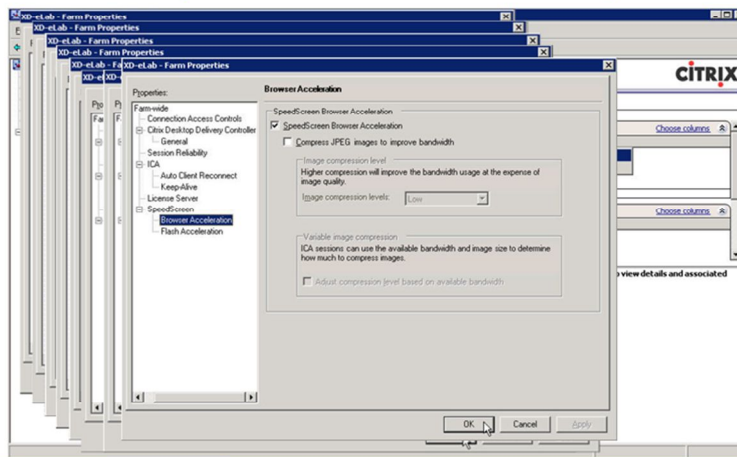 XD-eLab - Farm Properties
XD-eLab - Farm Properties
XD-eLab - Farm Properties
XD-eLab - Farm Properties
XD-eLab - Fa
XD-eLab - Farm Properties
CITRIX
Properties:
Farm-wide
Connection Access Controls
Citrix Desktop Delivery Controller
General
Session Reliability
ICA
Auto Client Reconnect
Keep-Alive
License Server
SpeedScreen
Browser Acceleration
Flash Acceleration
Browser Acceleration
SpeedScreen Browser Acceleration
SpeedScreen Browser Acceleration
Compress JPEG images to improve bandwidth
Image compression level
Higher compression will improve the bandwidth usage at the expense of
image quality.
Image compression levels:
Low
Variable image compression
ICA sessions can use the available bandwidth and image size to determine
how much to compress images.
Adjust compression level based on available bandwidth
Choose columns
Choose columns
view details and associated
OK
Cancel
Apply